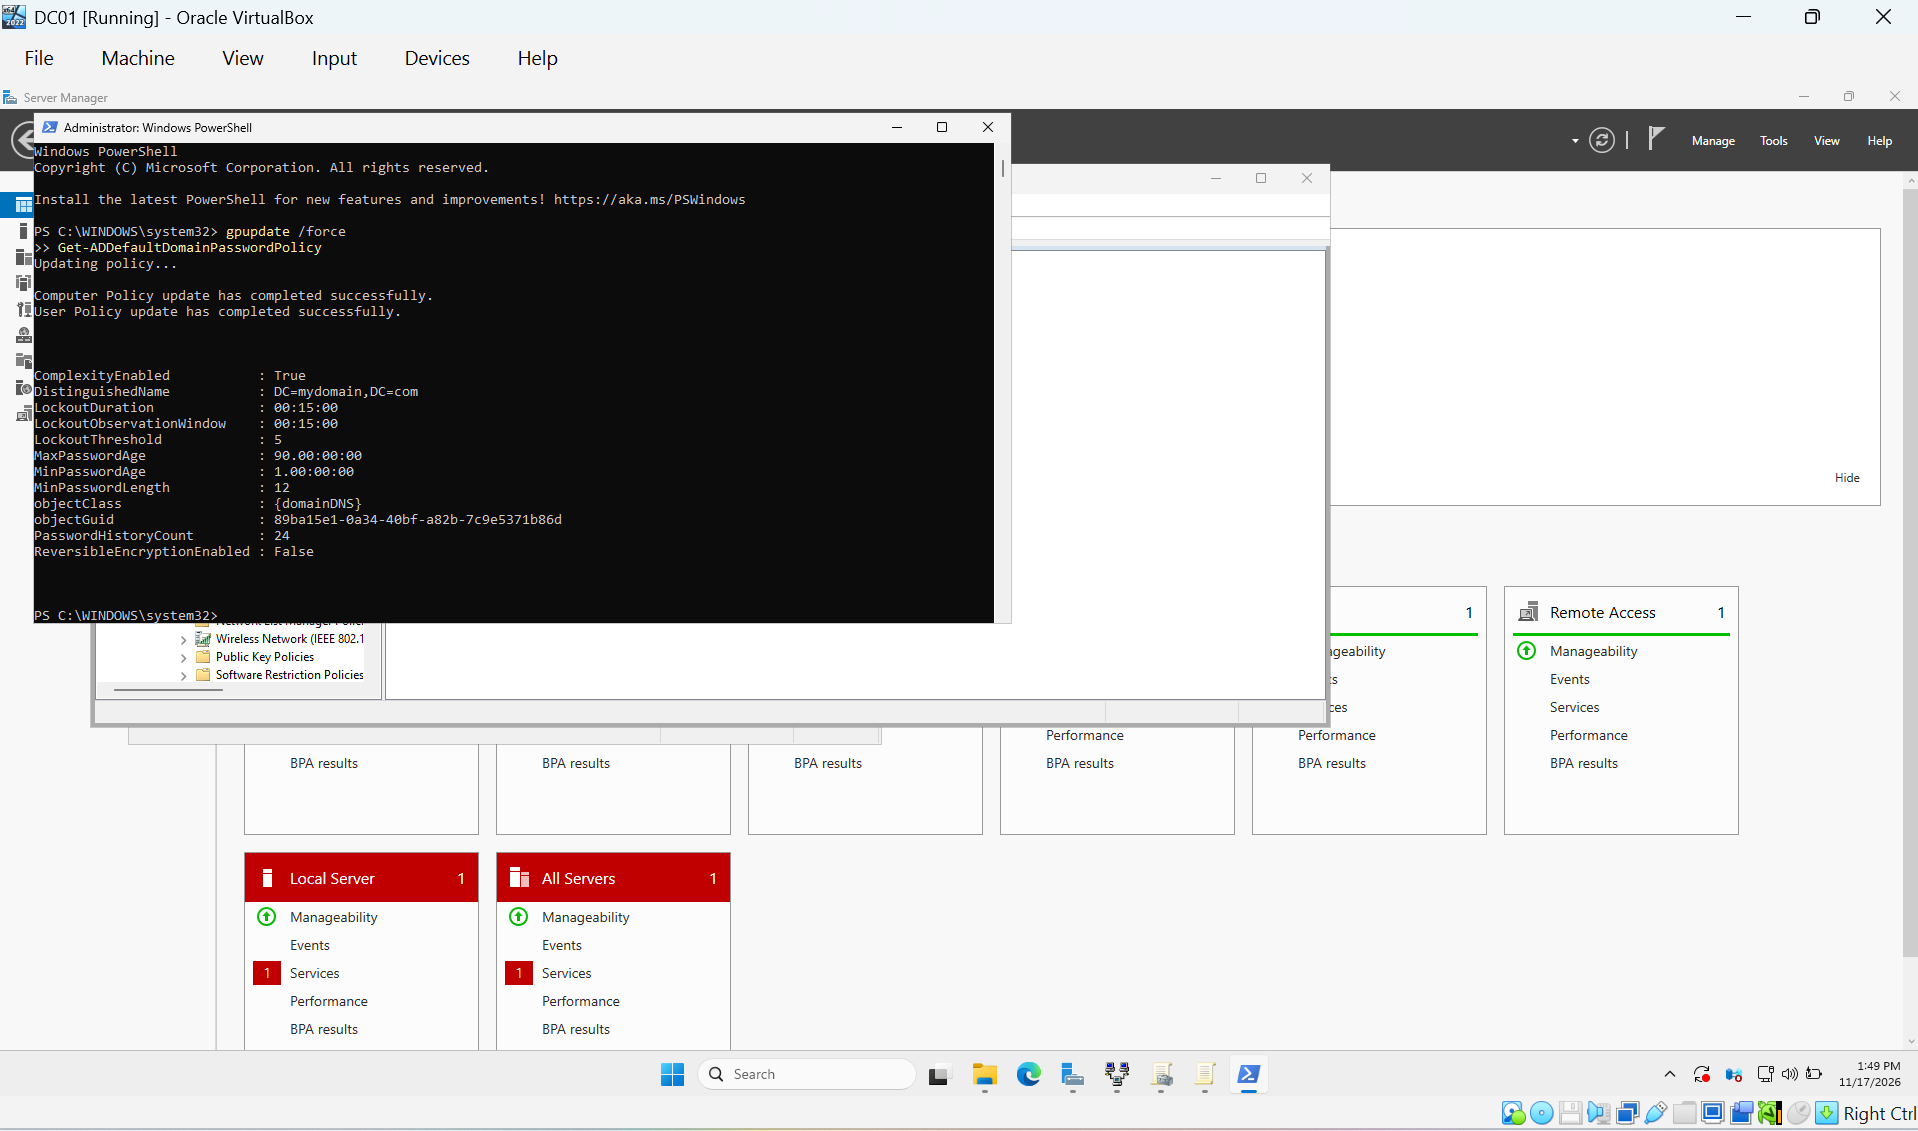 DC01 [Running] - Oracle VirtualBox
File Machine View Input Devices Help
Server Manager
Administrator: Windows PowerShell
Manage Tools View Help
Windows PowerShell
Copyright (C) Microsoft Corporation. All rights reserved.
Install the latest PowerShell for new features and improvements! https://aka.ms/PSWindows
PS C:\WINDOWS\system32> gpupdate /force
>> Get-ADDefaultDomainPasswordPolicy
Updating policy...
Computer Policy update has completed successfully.
User Policy update has completed successfully.
ComplexityEnabled : True
DistinguishedName : DC=mydomain,DC=com
LockoutDuration : 00:15:00
LockoutObservationWindow : 00:15:00
LockoutThreshold : 5
MaxPasswordAge : 90.00:00:00
MinPasswordAge : 1.00:00:00
MinPasswordLength : 12
objectClass : {domainDNS}
objectGuid : 89ba15e1-0a34-40bf-a82b-7c9e5371b86d
PasswordHistoryCount : 24
ReversibleEncryptionEnabled : False
PS C:\WINDOWS\system32>
Hide
Wireless Network (IEEE 802.1
Public Key Policies
Software Restriction Policies
BPA results
BPA results
BPA results
Performance
BPA results
1
geability
ts
ces
Performance
BPA results
Remote Access 1
Manageability
Events
Services
Performance
BPA results
Local Server 1
Manageability
Events
1 Services
Performance
BPA results
All Servers 1
Manageability
Events
1 Services
Performance
BPA results
Search
1:49 PM
11/17/2026
Right Ctrl